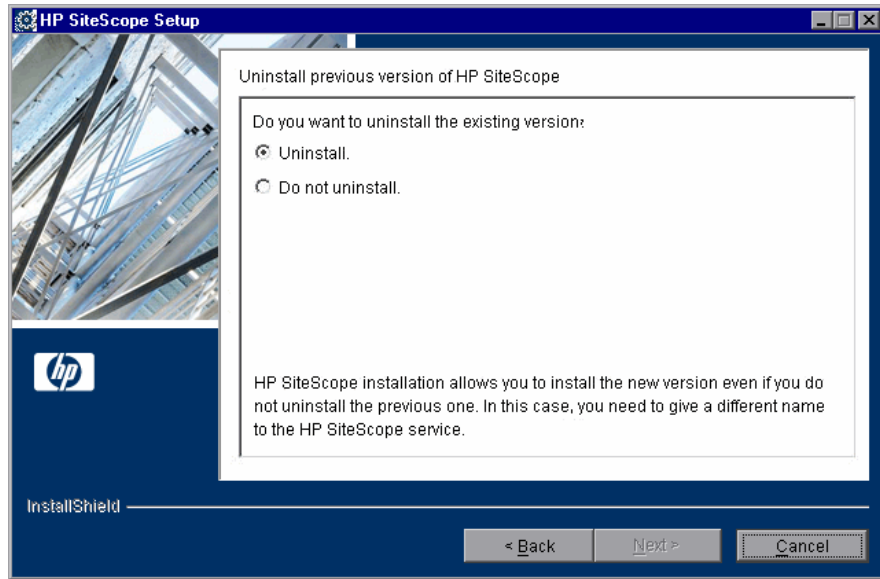 HP SiteScope Setup
Uninstall previous version of HP SiteScope
Do you want to uninstall the existing version?
Uninstall.
Do not uninstall.
hp
HP SiteScope installation allows you to install the new version even if you do
not uninstall the previous one. In this case, you need to give a different name
to the HP SiteScope service.
InstallShield
< Back
Next >
Cancel